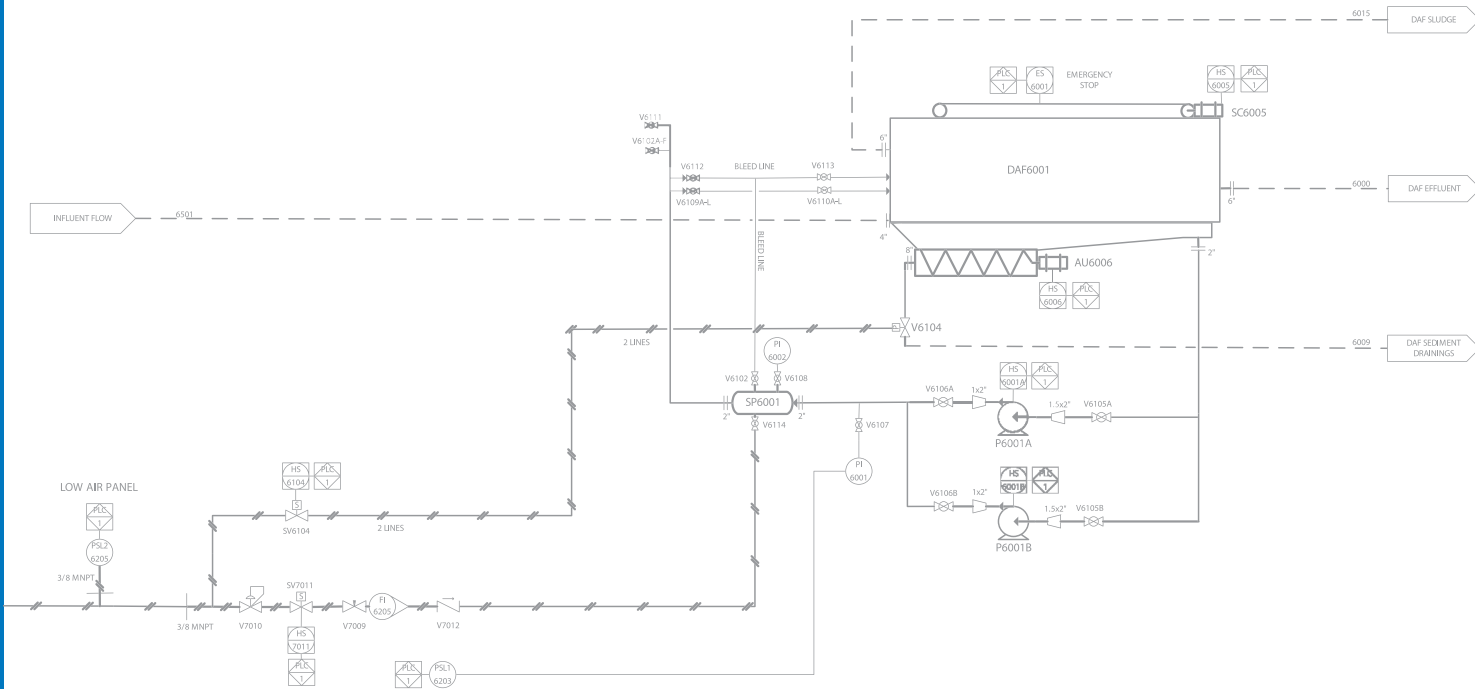 6015
DAF SLUDGE
PLC
1
ES
6001
EMERGENCY
STOP
HS
6005
PLC
1
SC6005
V6111
V6102A-F
6"
V6112
BLEED LINE
V6113
DAF6001
V6109A-L
V6110A-L
6000
DAF EFFLUENT
6"
INFLUENT FLOW
6501
4"
BLEED LINE
8"
2"
AU6006
HS
6006
PLC
1
V6104
2 LINES
6009
DAF SEDIMENT
DRAININGS
PI
6002
V6102
V6108
HS
6001A
PLC
1
V6106A
1x2"
SP6001
2"
2"
1.5x2"
V6105A
V6114
V6107
P6001A
PI
6001
HS
6104
PLC
1
HS
6001B
PLC
1
LOW AIR PANEL
V6106B
1x2"
PLC
1
S
SV6104
2 LINES
1.5x2"
V6105B
P6001B
PSL2
6205
3/8 MNPT
SV7011
S
FI
6205
3/8 MNPT
V7010
V7009
V7012
HS
7011
PLC
1
PLC
1
PSL1
6203